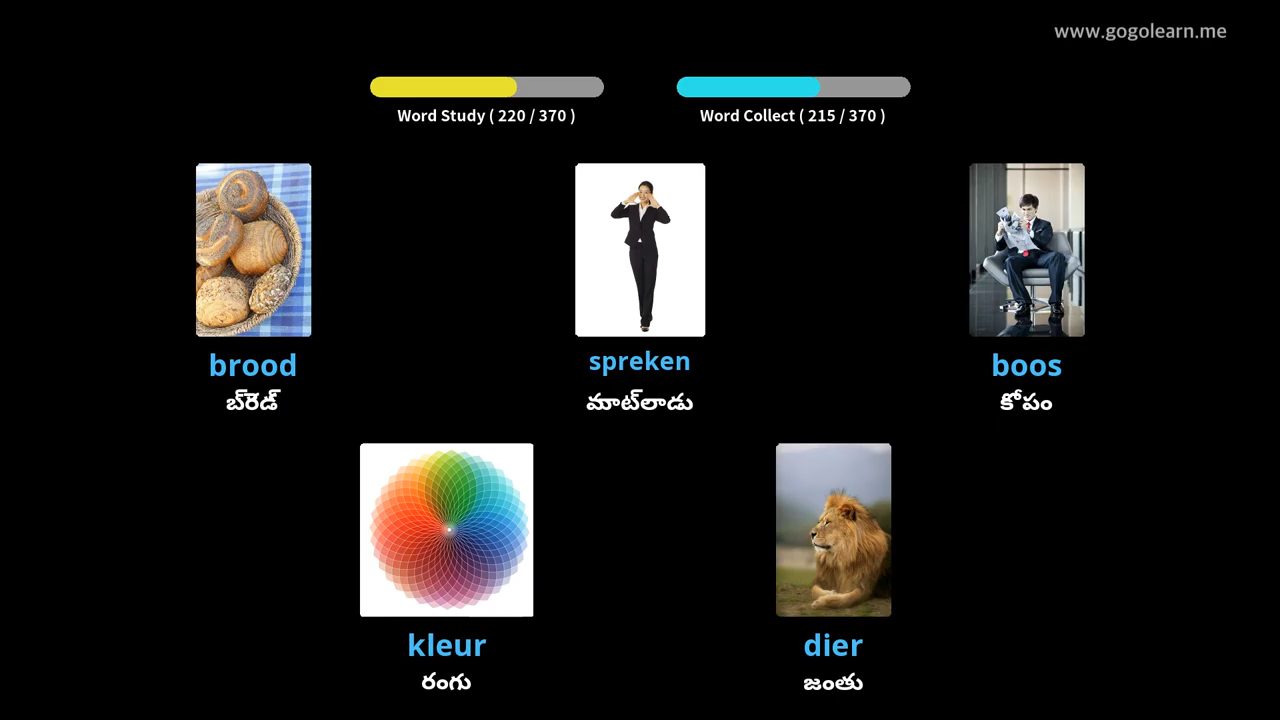 www.gogolearn.me
Word Study ( 220 / 370 )
Word Collect ( 215 / 370 )
brood
బ్‌రెడ్
spreken
మాట్‌లాడు
boos
కోపం
kleur
రంగు
dier
జంతు